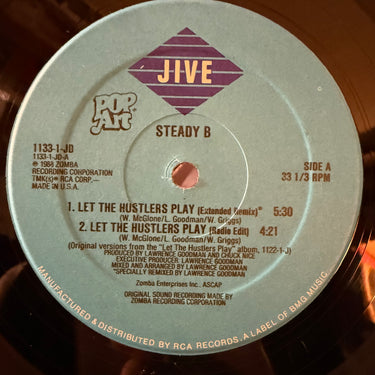 JIVE
POP Art
STEADY B
1133-1-JD
1133-1-JD-A
℗ 1988 ZOMBA
RECORDING CORPORATION
TMK(s)® RCA CORP.—
MADE IN U.S.A.
SIDE A
33 1/3 RPM
1. LET THE HUSTLERS PLAY (Extended Remix)* 5:30
(W. McGlone/L. Goodman/W. Griggs)
2. LET THE HUSTLERS PLAY (Radio Edit) 4:21
(W. McGlone/L. Goodman/W. Griggs)
(Original versions from the "Let The Hustlers Play" album, 1122-1-J)
PRODUCED BY LAWRENCE GOODMAN AND CHUCK NICE
EXECUTIVE PRODUCER LAWRENCE GOODMAN
MIXED AND ARRANGED BY LAWRENCE GOODMAN
*SPECIALLY REMIXED BY LAWRENCE GOODMAN
Zomba Enterprises Inc., ASCAP
ORIGINAL SOUND RECORDING MADE BY
ZOMBA RECORDING CORPORATION
MANUFACTURED & DISTRIBUTED BY RCA RECORDS, A LABEL OF BMG MUSIC.